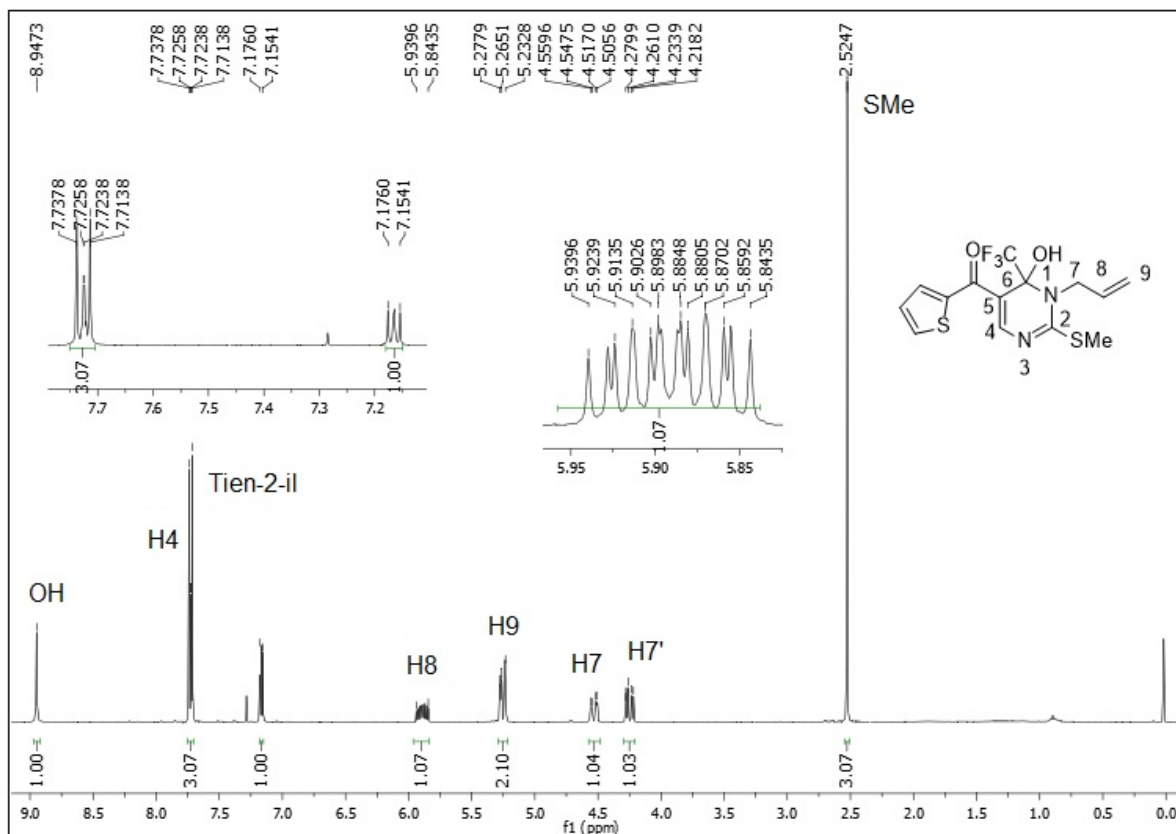 8.9473
7.7378
7.7258
7.7238
7.7138
7.1760
7.1541
5.9396
5.8435
5.2779
5.2651
5.2328
4.5596
4.5475
4.5170
4.5056
4.2799
4.2610
4.2339
4.2182
2.5247
SMe
7.7378
7.7258
7.7238
7.7138
7.1760
7.1541
3.07
1.00
7.7 7.6 7.5 7.4 7.3 7.2
5.9396
5.9239
5.9135
5.9026
5.8983
5.8848
5.8805
5.8702
5.8592
5.8435
1.07
5.95 5.90 5.85
F3C OH
O
6 1 7 8 9
5 N
4 2
S N SMe
3
Tien-2-il
H4
OH
H8
H9
H7
H7'
1.00
3.07
1.00
1.07
2.10
1.04
1.03
3.07
9.0 8.5 8.0 7.5 7.0 6.5 6.0 5.5 5.0 4.5 4.0 3.5 3.0 2.5 2.0 1.5 1.0 0.5 0.0
f1 (ppm)